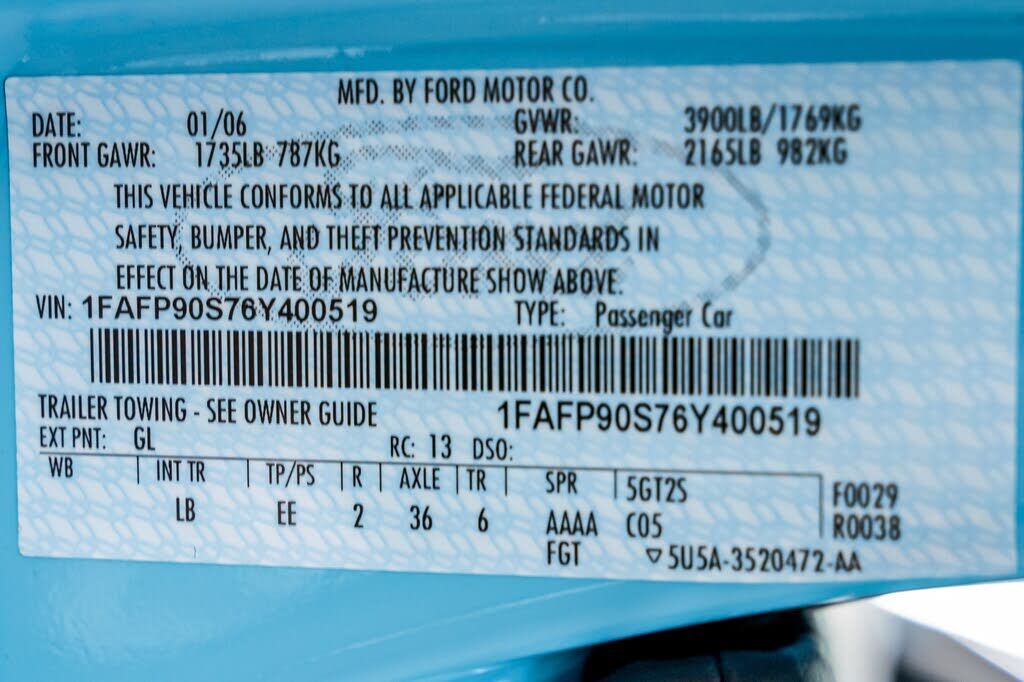 MFD. BY FORD MOTOR CO.
DATE: 01/06 GVWR: 3900LB/1769KG
FRONT GAWR: 1735LB 787KG REAR GAWR: 2165LB 982KG
THIS VEHICLE CONFORMS TO ALL APPLICABLE FEDERAL MOTOR
SAFETY, BUMPER, AND THEFT PREVENTION STANDARDS IN
EFFECT ON THE DATE OF MANUFACTURE SHOW ABOVE.
VIN: 1FAFP90S76Y400519 TYPE: Passenger Car
TRAILER TOWING - SEE OWNER GUIDE 1FAFP90S76Y400519
EXT PNT: GL RC: 13 DSO:
WB | INT TR | TP/PS | R | AXLE | TR | SPR | 5GT2S F0029
LB EE 2 36 6 AAAA C05 R0038
FGT ▽5U5A-3520472-AA